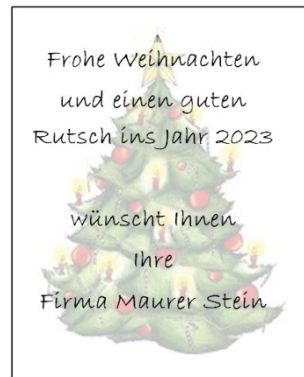 Frohe Weihnachten
und einen guten
Rutsch ins Jahr 2023
wünscht Ihnen
Ihre
Firma Maurer Stein